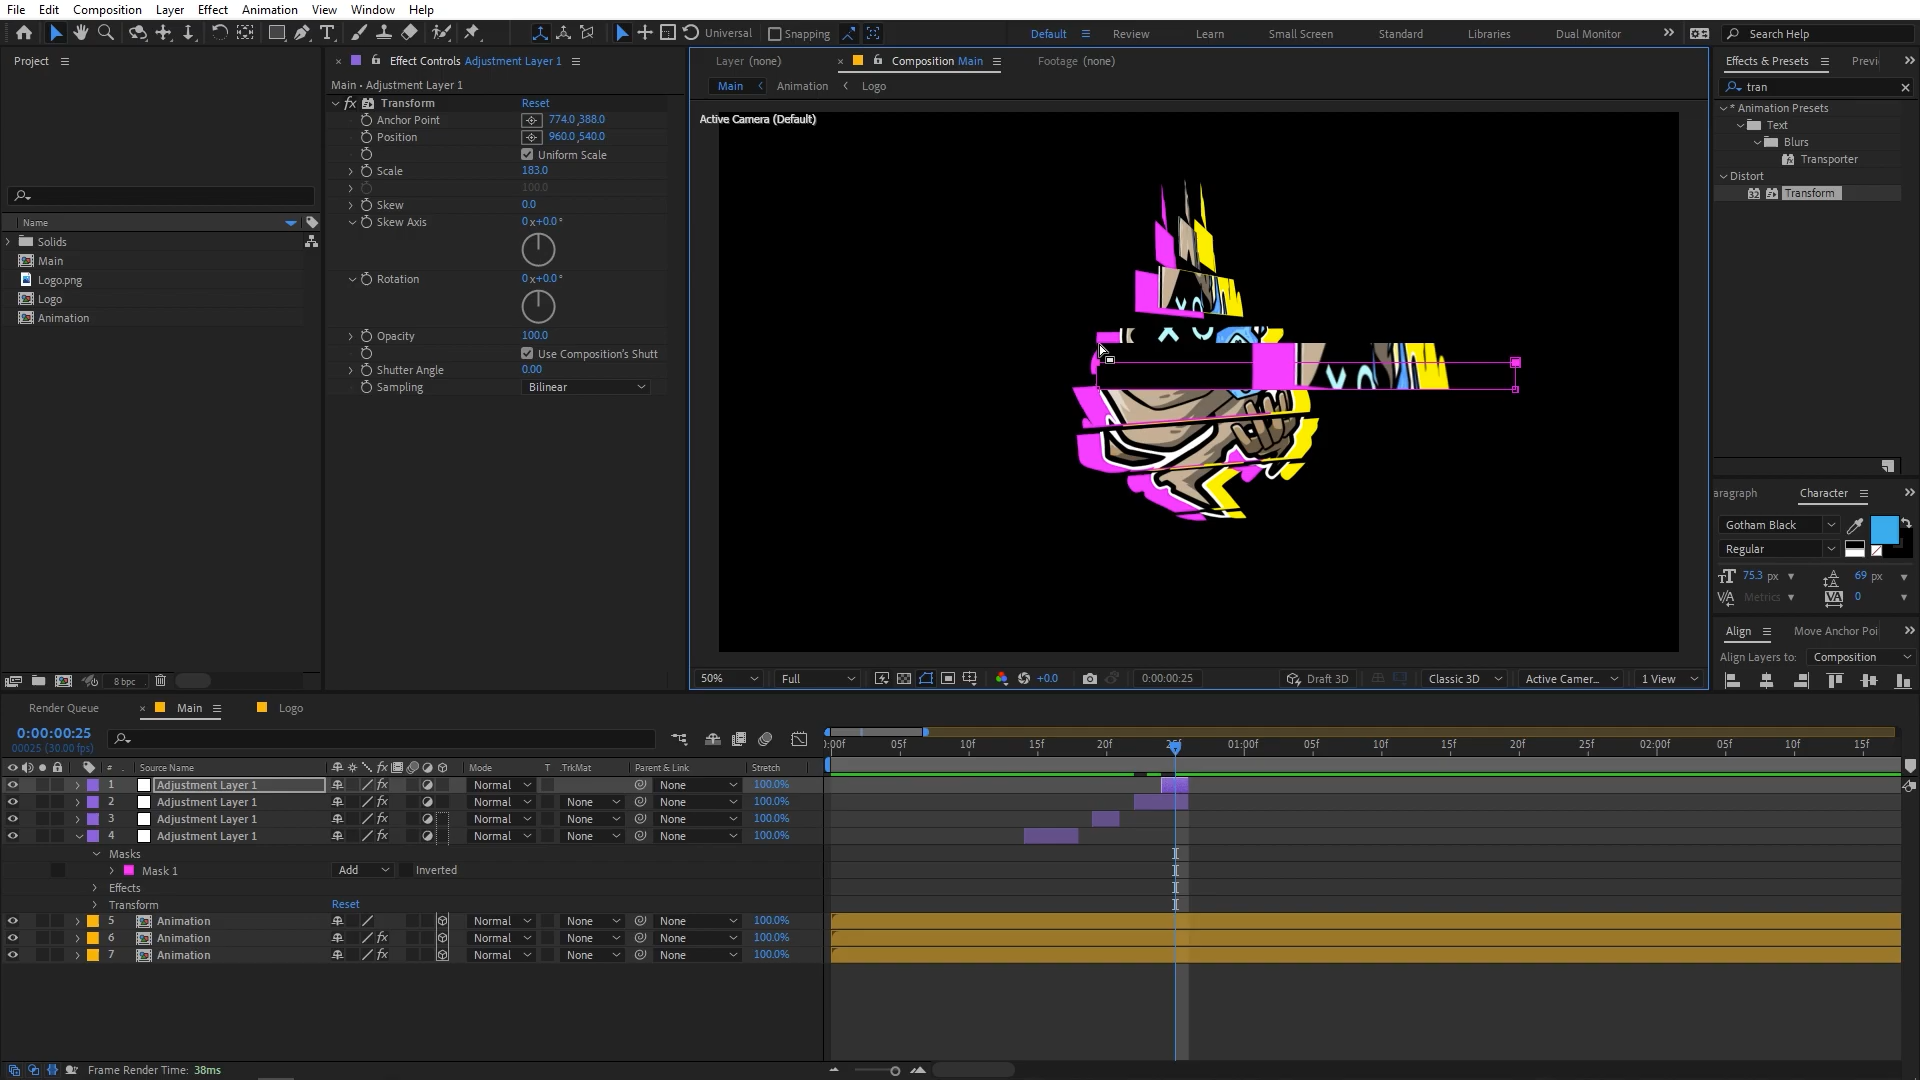 File Edit Composition Layer Effect Animation View Window Help
Universal Snapping Default Review Learn Small Screen Standard Libraries Dual Monitor Search Help
Project
Name
Solids
Main
Logo.png
Logo
Animation
8 bpc
Effect Controls Adjustment Layer 1
Main • Adjustment Layer 1
fx Transform Reset
Anchor Point 774.0,388.0
Position 960.0,540.0
Uniform Scale
Scale 183.0
100.0
Skew 0.0
Skew Axis 0x+0.0°
Rotation 0x+0.0°
Opacity 100.0
Use Composition's Shutt
Shutter Angle 0.00
Sampling Bilinear
Layer (none) Composition Main Footage (none)
Main Animation Logo
Active Camera (Default)
50% Full +0.0 0:00:00:25 Draft 3D Classic 3D Active Camer... 1 View
Effects & Presets Previ
tran
* Animation Presets
Text
Blurs
Transporter
Distort
32 Transform
aragraph Character
Gotham Black
Regular
75.3 px 69 px
Metrics 0
Align Move Anchor Poi
Align Layers to: Composition
Render Queue Main Logo
0:00:00:25
00025 (30.00 fps)
# Source Name Mode T .TrkMat Parent & Link Stretch
:00f 05f 10f 15f 20f 25f 01:00f 05f 10f 15f 20f 25f 02:00f 05f 10f 15f
1 Adjustment Layer 1 Normal None 100.0%
2 Adjustment Layer 1 Normal None None 100.0%
3 Adjustment Layer 1 Normal None None 100.0%
4 Adjustment Layer 1 Normal None None 100.0%
Masks
Mask 1 Add Inverted
Effects
Transform Reset
5 Animation Normal None None 100.0%
6 Animation Normal None None 100.0%
7 Animation Normal None None 100.0%
Frame Render Time: 38ms